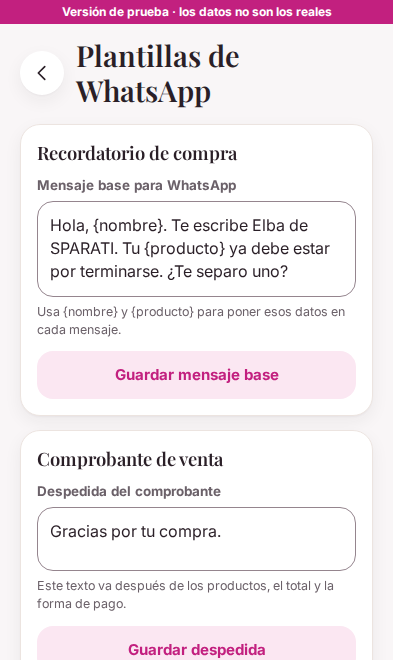 Versión de prueba · los datos no son los reales
Plantillas de
WhatsApp
Recordatorio de compra
Mensaje base para WhatsApp
Hola, {nombre}. Te escribe Elba de
SPARATI. Tu {producto} ya debe estar
por terminarse. ¿Te separo uno?
Usa {nombre} y {producto} para poner esos datos en
cada mensaje.
Guardar mensaje base
Comprobante de venta
Despedida del comprobante
Gracias por tu compra.
Este texto va después de los productos, el total y la
forma de pago.
Guardar despedida